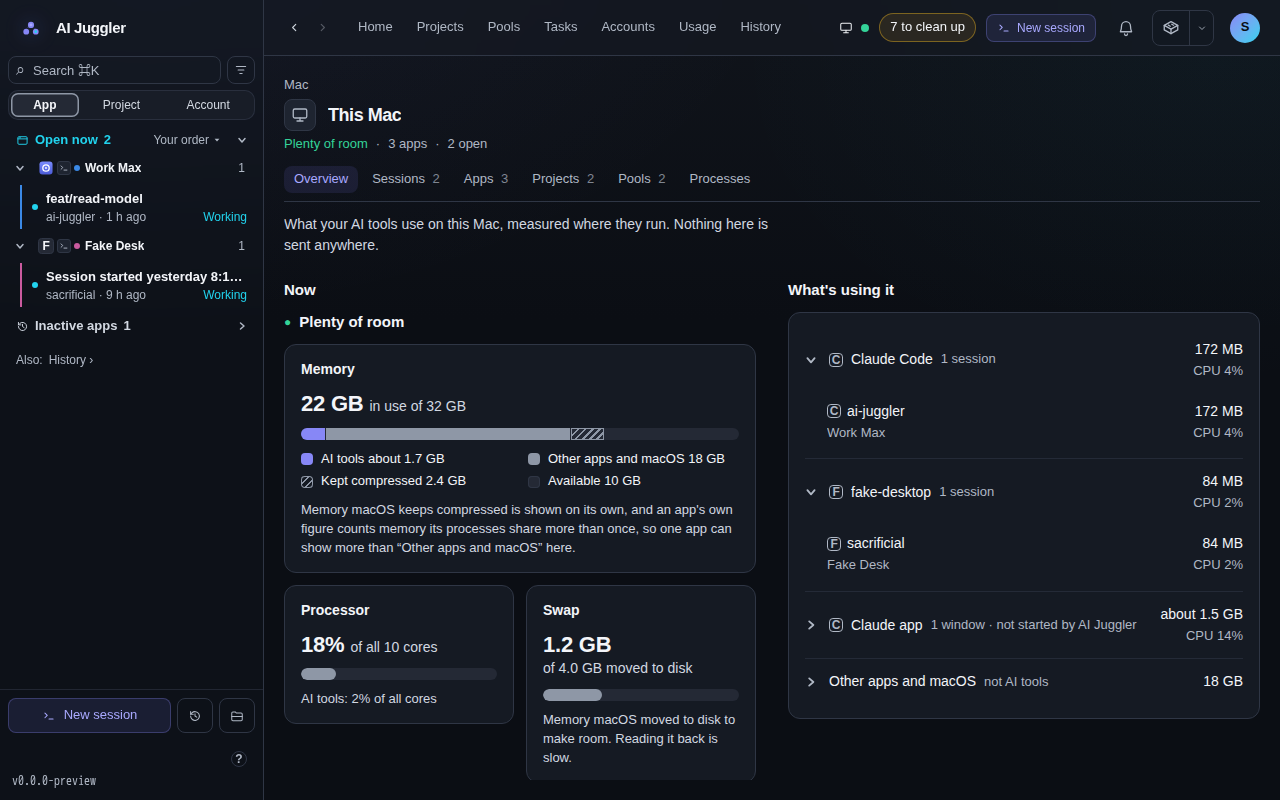 AI Juggler
Search ⌘K
App Project Account
Open now 2 Your order
Work Max 1
feat/read-model
ai-juggler · 1 h ago Working
F Fake Desk 1
Session started yesterday 8:1…
sacrificial · 9 h ago Working
Inactive apps 1
Also: History ›
New session
?
v0.0.0-preview
Home Projects Pools Tasks Accounts Usage History
7 to clean up
New session
S
Mac
This Mac
Plenty of room · 3 apps · 2 open
Overview Sessions 2 Apps 3 Projects 2 Pools 2 Processes
What your AI tools use on this Mac, measured where they run. Nothing here is
sent anywhere.
Now
Plenty of room
Memory
22 GB in use of 32 GB
AI tools about 1.7 GB
Other apps and macOS 18 GB
Kept compressed 2.4 GB
Available 10 GB
Memory macOS keeps compressed is shown on its own, and an app's own
figure counts memory its processes share more than once, so one app can
show more than “Other apps and macOS” here.
Processor
18% of all 10 cores
AI tools: 2% of all cores
Swap
1.2 GB
of 4.0 GB moved to disk
Memory macOS moved to disk to
make room. Reading it back is
slow.
What's using it
C Claude Code 1 session 172 MB
CPU 4%
C ai-juggler 172 MB
Work Max CPU 4%
F fake-desktop 1 session 84 MB
CPU 2%
F sacrificial 84 MB
Fake Desk CPU 2%
C Claude app 1 window · not started by AI Juggler about 1.5 GB
CPU 14%
Other apps and macOS not AI tools 18 GB